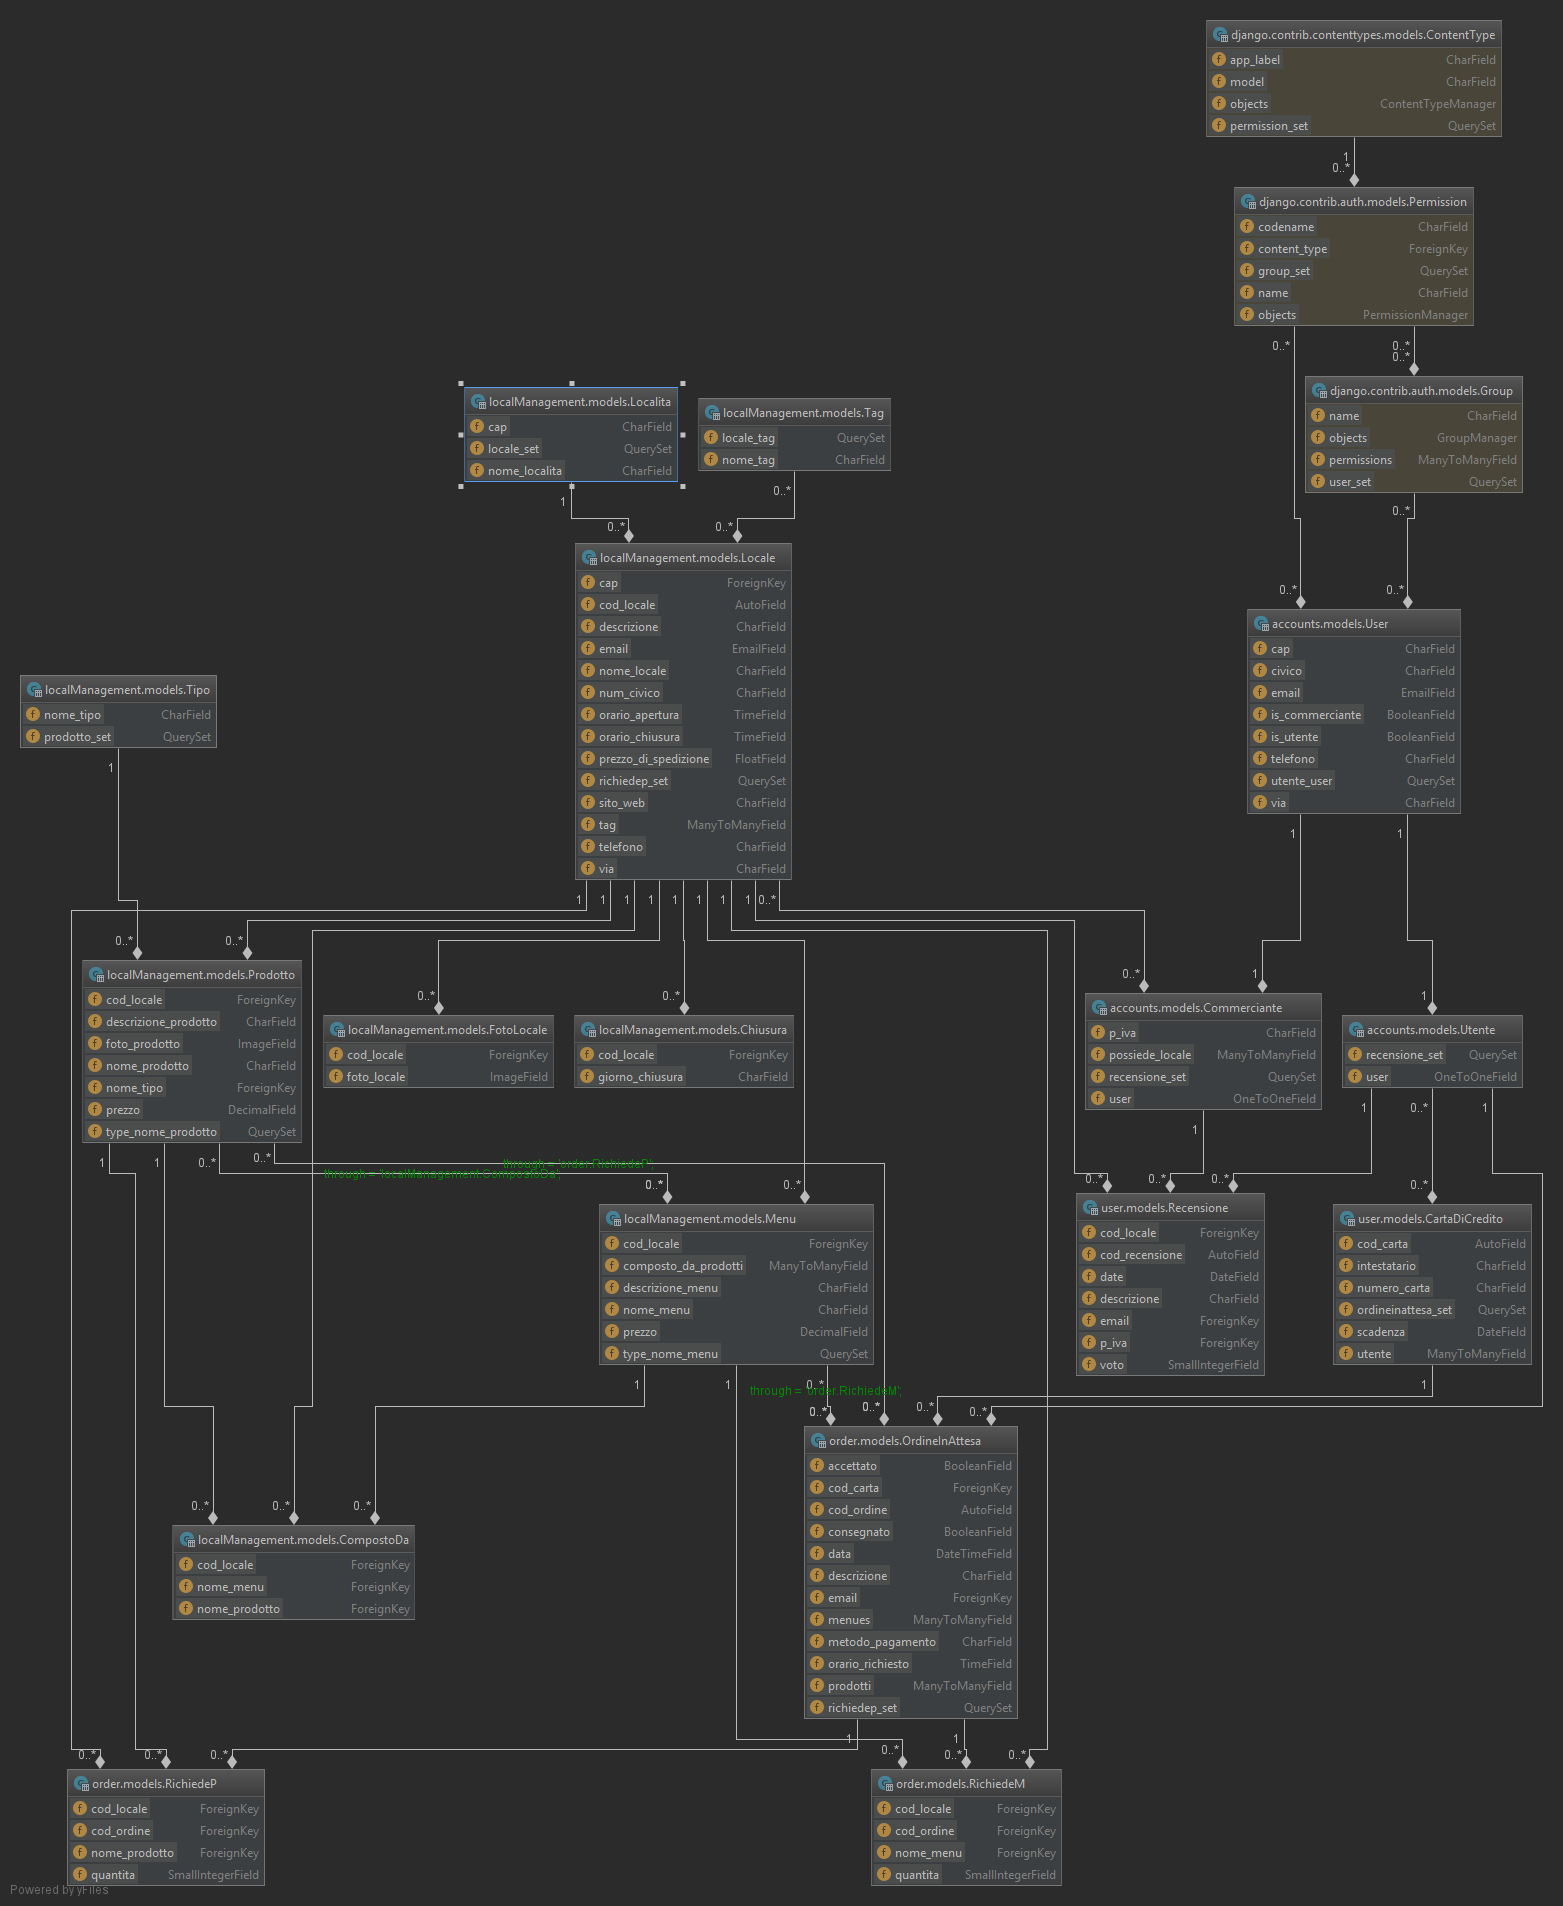 django.contrib.contenttypes.models.ContentType
app_label CharField
model CharField
objects ContentTypeManager
permission_set QuerySet
1
0..*
django.contrib.auth.models.Permission
codename CharField
content_type ForeignKey
group_set QuerySet
name CharField
objects PermissionManager
0..*
0..*
0..*
django.contrib.auth.models.Group
name CharField
objects GroupManager
permissions ManyToManyField
user_set QuerySet
0..*
localManagement.models.Localita
cap CharField
locale_set QuerySet
nome_localita CharField
1
0..*
localManagement.models.Tag
locale_tag QuerySet
nome_tag CharField
0..*
0..*
localManagement.models.Locale
cap ForeignKey
cod_locale AutoField
descrizione CharField
email EmailField
nome_locale CharField
num_civico CharField
orario_apertura TimeField
orario_chiusura TimeField
prezzo_di_spedizione FloatField
richiedep_set QuerySet
sito_web CharField
tag ManyToManyField
telefono CharField
via CharField
1 1 1 1 1 1 1 1 0..*
0..* 0..*
accounts.models.User
cap CharField
civico CharField
email EmailField
is_commerciante BooleanField
is_utente BooleanField
telefono CharField
utente_user QuerySet
via CharField
1 1
localManagement.models.Tipo
nome_tipo CharField
prodotto_set QuerySet
1
0..* 0..*
localManagement.models.Prodotto
cod_locale ForeignKey
descrizione_prodotto CharField
foto_prodotto ImageField
nome_prodotto CharField
nome_tipo ForeignKey
prezzo DecimalField
type_nome_prodotto QuerySet
1 1 0..* 0..*
0..*
localManagement.models.FotoLocale
cod_locale ForeignKey
foto_locale ImageField
0..*
localManagement.models.Chiusura
cod_locale ForeignKey
giorno_chiusura CharField
0..* 1
accounts.models.Commerciante
p_iva CharField
possiede_locale ManyToManyField
recensione_set QuerySet
user OneToOneField
1
1
accounts.models.Utente
recensione_set QuerySet
user OneToOneField
1 0..* 1
through = 'order.RichiedeP';
through = 'localManagement.CompostoDa';
0..* 0..*
localManagement.models.Menu
cod_locale ForeignKey
composto_da_prodotti ManyToManyField
descrizione_menu CharField
nome_menu CharField
prezzo DecimalField
type_nome_menu QuerySet
1 1 0..*
through = 'order.RichiedeM';
0..* 0..* 0..*
user.models.Recensione
cod_locale ForeignKey
cod_recensione AutoField
date DateField
descrizione CharField
email ForeignKey
p_iva ForeignKey
voto SmallIntegerField
0..*
user.models.CartaDiCredito
cod_carta AutoField
intestatario CharField
numero_carta CharField
ordineinattesa_set QuerySet
scadenza DateField
utente ManyToManyField
1
0..* 0..* 0..* 0..*
order.models.OrdineInAttesa
accettato BooleanField
cod_carta ForeignKey
cod_ordine AutoField
consegnato BooleanField
data DateTimeField
descrizione CharField
email ForeignKey
menues ManyToManyField
metodo_pagamento CharField
orario_richiesto TimeField
prodotti ManyToManyField
richiedep_set QuerySet
1 1
0..* 0..* 0..*
localManagement.models.CompostoDa
cod_locale ForeignKey
nome_menu ForeignKey
nome_prodotto ForeignKey
0..* 0..* 0..*
order.models.RichiedeP
cod_locale ForeignKey
cod_ordine ForeignKey
nome_prodotto ForeignKey
quantita SmallIntegerField
0..* 0..* 0..*
order.models.RichiedeM
cod_locale ForeignKey
cod_ordine ForeignKey
nome_menu ForeignKey
quantita SmallIntegerField
Powered by yFiles